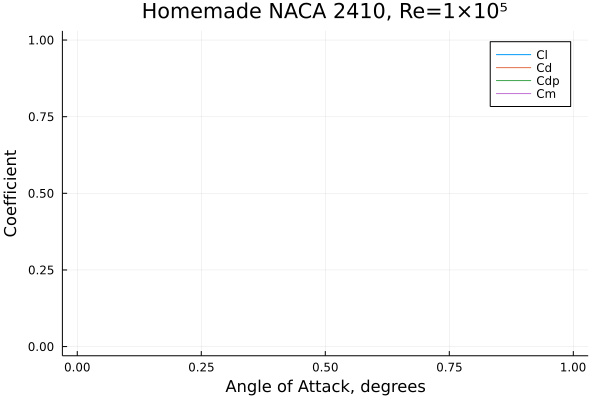 Homemade NACA 2410, Re=1×10⁵
Cl
Cd
Cdp
Cm
1.00
0.75
0.50
0.25
0.00
Coefficient
0.00 0.25 0.50 0.75 1.00
Angle of Attack, degrees